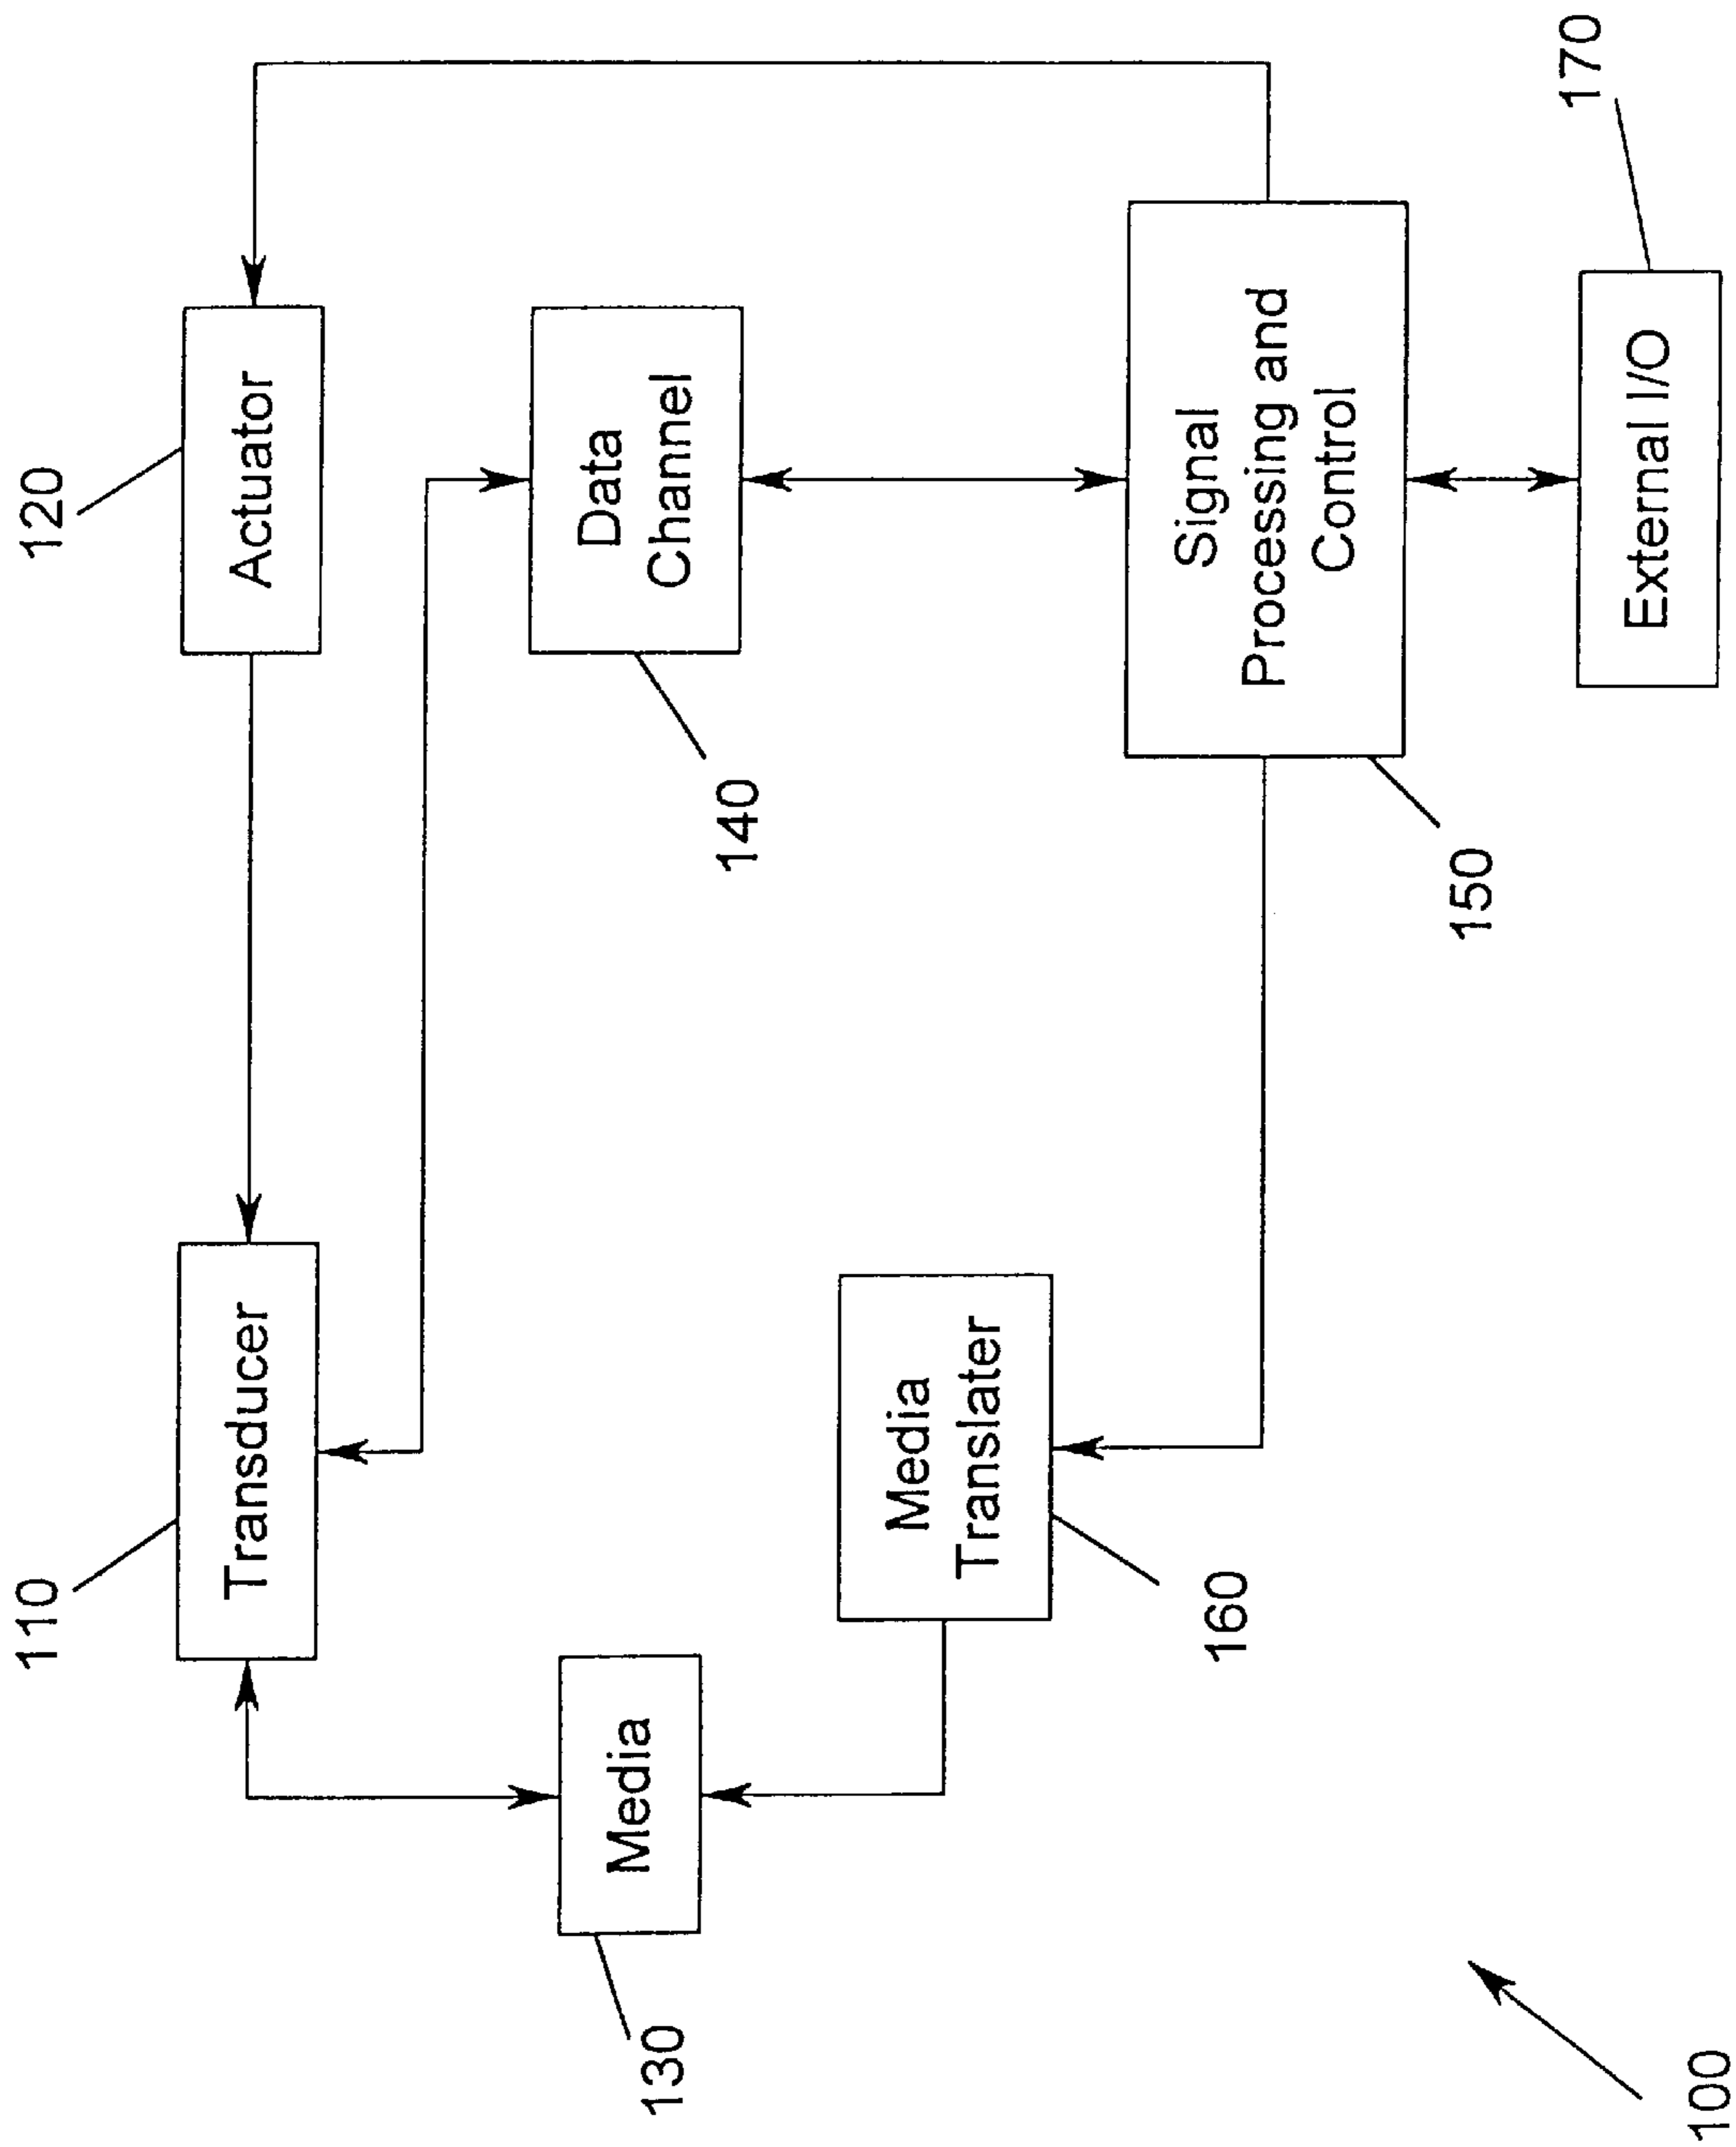 110
120
Transducer
Actuator
130
Media
Data
Channel
140
Media
Translater
160
Signal
Processing and
Control
150
170
External I/O
100